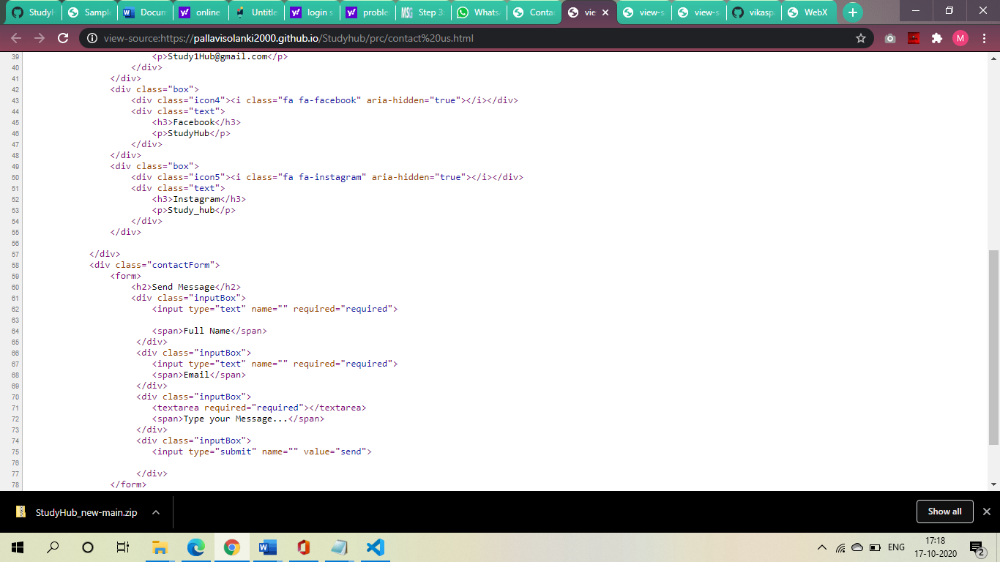 StudyH
Sampl
Docum
online
Untitle
login s
proble
Step 3:
Whats
Conta
vie
view-s
view-s
vikasp
WebX
view-source:https://pallavisolanki2000.github.io/Studyhub/prc/contact%20us.html
M
39 <p>Study1Hub@gmail.com</p>
40 </div>
41 </div>
42 <div class="box">
43 <div class="icon4"><i class="fa fa-facebook" aria-hidden="true"></i></div>
44 <div class="text">
45 <h3>Facebook</h3>
46 <p>StudyHub</p>
47 </div>
48 </div>
49 <div class="box">
50 <div class="icon5"><i class="fa fa-instagram" aria-hidden="true"></i></div>
51 <div class="text">
52 <h3>Instagram</h3>
53 <p>Study_hub</p>
54 </div>
55 </div>
56
57 </div>
58 <div class="contactForm">
59 <form>
60 <h2>Send Message</h2>
61 <div class="inputBox">
62 <input type="text" name="" required="required">
63
64 <span>Full Name</span>
65 </div>
66 <div class="inputBox">
67 <input type="text" name="" required="required">
68 <span>Email</span>
69 </div>
70 <div class="inputBox">
71 <textarea required="required"></textarea>
72 <span>Type your Message...</span>
73 </div>
74 <div class="inputBox">
75 <input type="submit" name="" value="send">
76
77 </div>
78 </form>
StudyHub_new-main.zip
Show all
ENG
17:18
17-10-2020
2